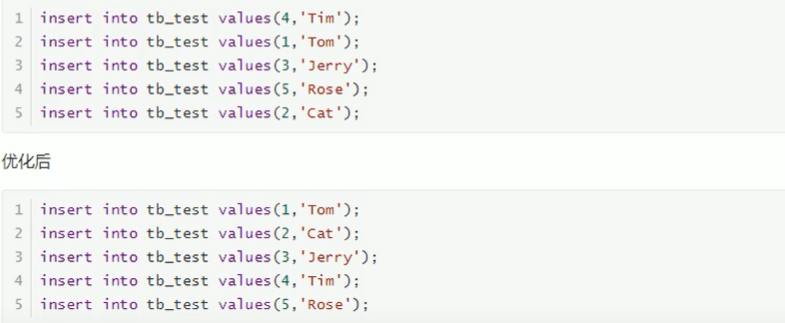 1 insert into tb_test values(4,'Tim');
2 insert into tb_test values(1,'Tom');
3 insert into tb_test values(3,'Jerry');
4 insert into tb_test values(5,'Rose');
5 insert into tb_test values(2,'Cat');
优化后
1 insert into tb_test values(1,'Tom');
2 insert into tb_test values(2,'Cat');
3 insert into tb_test values(3,'Jerry');
4 insert into tb_test values(4,'Tim');
5 insert into tb_test values(5,'Rose');